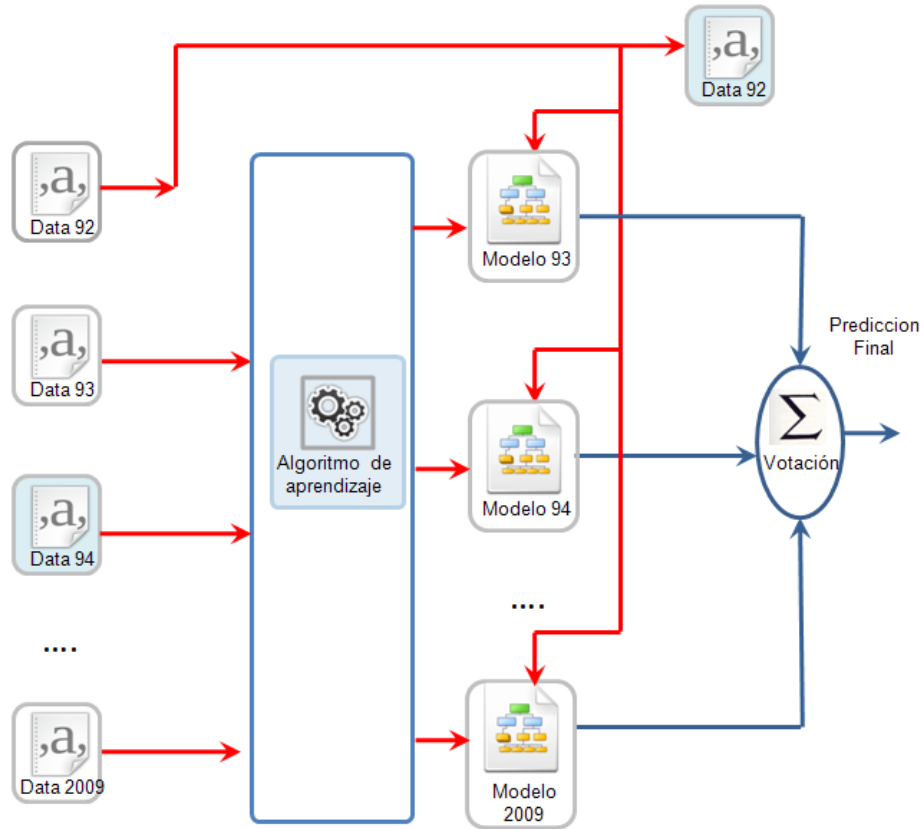 ,a,
Data 92
,a,
Data 92
,a,
Data 93
,a,
Data 94
....
,a,
Data 2009
Algoritmo de
aprendizaje
Modelo 93
Modelo 94
....
Modelo
2009
Prediccion
Final
Σ
Votación